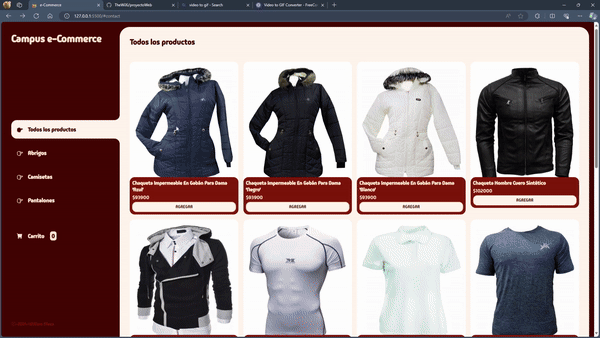 e-Commerce
TheWill/proyectoWeb
video to gif - Search
Video to GIF Converter - FreeCo
127.0.0.1:5500/#contact
Campus e-Commerce
Todos los productos
Todos los productos
Abrigos
Camisetas
Pantalones
Carrito 0
Chaqueta Impermeable En Gabán Para Dama
'Azul'
$93900
AGREGAR
Chaqueta Impermeable En Gabán Para Dama
'Negro'
$93900
AGREGAR
Chaqueta Impermeable En Gabán Para Dama
'Blanco'
$93900
AGREGAR
Chaqueta Hombre Cuero Sintético
$102000
AGREGAR